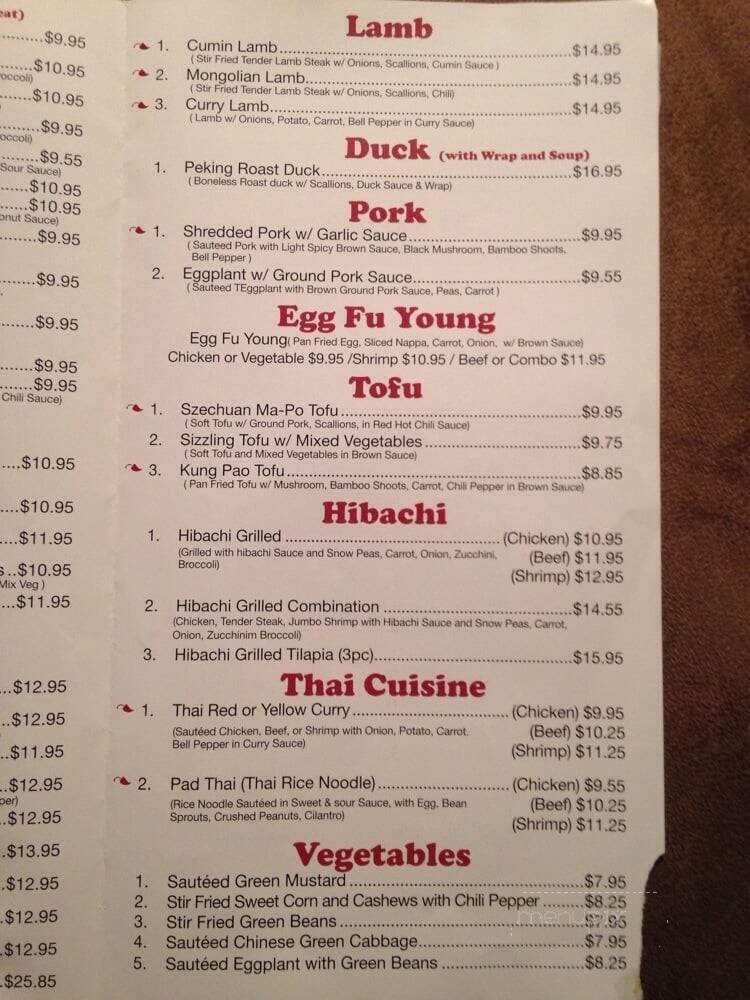 eat)
.........$9.95
.......$10.95
occoli)
.......$10.95
.........$9.95
occoli)
.........$9.55
Sour Sauce)
......$10.95
......$10.95
onut Sauce)
........$9.95
........$9.95
.......$9.95
.......$9.95
.......$9.95
Chili Sauce)
....$10.95
....$10.95
....$11.95
s..$10.95
Mix Veg )
...$11.95
..$12.95
..$12.95
..$11.95
..$12.95
per)
..$12.95
.$13.95
.$12.95
.$12.95
.$12.95
.$25.85
Lamb
1. Cumin Lamb....................................................$14.95
( Stir Fried Tender Lamb Steak w/ Onions, Scallions, Cumin Sauce )
2. Mongolian Lamb..............................................$14.95
( Stir Fried Tender Lamb Steak w/ Onions, Scallions, Chili)
3. Curry Lamb.....................................................$14.95
( Lamb w/ Onions, Potato, Carrot, Bell Pepper in Curry Sauce)
Duck (with Wrap and Soup)
1. Peking Roast Duck............................................$16.95
( Boneless Roast duck w/ Scallions, Duck Sauce & Wrap)
Pork
1. Shredded Pork w/ Garlic Sauce..............................$9.95
( Sauteed Pork with Light Spicy Brown Sauce, Black Mushroom, Bamboo Shoots,
Bell Pepper )
2. Eggplant w/ Ground Pork Sauce.............................$9.55
( Sauteed TEggplant with Brown Ground Pork Sauce, Peas, Carrot )
Egg Fu Young
Egg Fu Young( Pan Fried Egg, Sliced Nappa, Carrot, Onion, w/ Brown Sauce)
Chicken or Vegetable $9.95 /Shrimp $10.95 / Beef or Combo $11.95
Tofu
1. Szechuan Ma-Po Tofu ..........................................$9.95
( Soft Tofu w/ Ground Pork, Scallions, in Red Hot Chili Sauce)
2. Sizzling Tofu w/ Mixed Vegetables ...........................$9.75
( Soft Tofu and Mixed Vegetables in Brown Sauce)
3. Kung Pao Tofu...................................................$8.85
( Pan Fried Tofu w/ Mushroom, Bamboo Shoots, Carrot, Chili Pepper in Brown Sauce)
Hibachi
1. Hibachi Grilled ......................................... (Chicken) $10.95
(Grilled with hibachi Sauce and Snow Peas, Carrot, Onion, Zucchini, (Beef) $11.95
Broccoli)
(Shrimp) $12.95
2. Hibachi Grilled Combination ..................................$14.55
(Chicken, Tender Steak, Jumbo Shrimp with Hibachi Sauce and Snow Peas, Carrot,
Onion, Zucchinim Broccoli)
3. Hibachi Grilled Tilapia (3pc)...................................$15.95
Thai Cuisine
1. Thai Red or Yellow Curry.............................. (Chicken) $9.95
(Sautéed Chicken, Beef, or Shrimp with Onion, Potato, Carrot. (Beef) $10.25
Bell Pepper in Curry Sauce) (Shrimp) $11.25
2. Pad Thai (Thai Rice Noodle)......................... (Chicken) $9.55
(Rice Noodle Sautéed in Sweet & sour Sauce, with Egg, Bean (Beef) $10.25
Sprouts, Crushed Peanuts, Cilantro) (Shrimp) $11.25
Vegetables
1. Sautéed Green Mustard ..........................................$7.95
2. Stir Fried Sweet Corn and Cashews with Chili Pepper ........$8.25
3. Stir Fried Green Beans ...........................................$7.95
4. Sautéed Chinese Green Cabbage...............................$7.95
5. Sautéed Eggplant with Green Beans ..........................$8.25